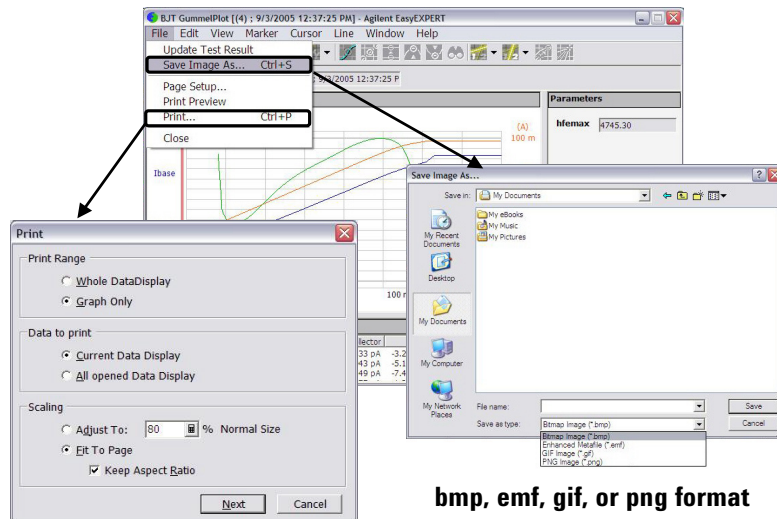 BJT GummelPlot [(4) ; 9/3/2005 12:37:25 PM] - Agilent EasyEXPERT
File Edit View Marker Cursor Line Window Help
Update Test Result
Save Image As... Ctrl+S
Page Setup...
Print Preview
Print... Ctrl+P
Close
9/3/2005 12:37:25 P
Parameters
hfemax 4745.30
(A)
100 m
Ibase
100 m
llector
33 pA -3.2
43 pA -5.1
49 pA -7.4
Print
Print Range
Whole DataDisplay
Graph Only
Data to print
Current Data Display
All opened Data Display
Scaling
Adjust To: 80 % Normal Size
Fit To Page
Keep Aspect Ratio
Next Cancel
Save Image As...
Save in: My Documents
My Recent Documents
Desktop
My Documents
My Computer
My Network Places
My eBooks
My Music
My Pictures
File name: Save
Save as type: Bitmap Image (*.bmp) Cancel
Bitmap Image (*.bmp)
Enhanced Metafile (*.emf)
GIF Image (*.gif)
PNG Image (*.png)
bmp, emf, gif, or png format